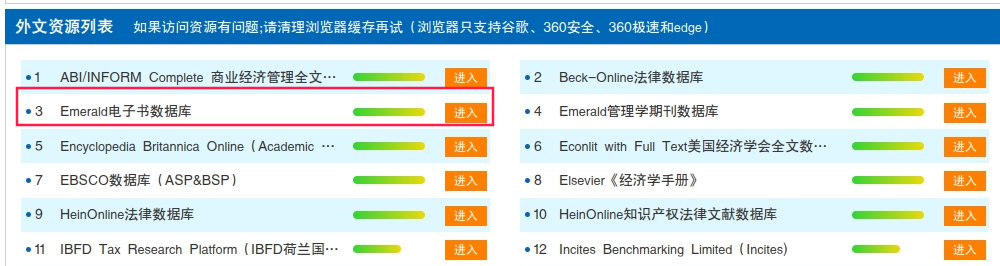 外文资源列表 如果访问资源有问题;请清理浏览器缓存再试（浏览器只支持谷歌、360安全、360极速和edge）
1 ABI/INFORM Complete 商业经济管理全文… 进入
2 Beck-Online法律数据库 进入
3 Emerald电子书数据库 进入
4 Emerald管理学期刊数据库 进入
5 Encyclopedia Britannica Online（Academic … 进入
6 Econlit with Full Text美国经济学会全文数… 进入
7 EBSCO数据库（ASP&BSP） 进入
8 Elsevier《经济学手册》 进入
9 HeinOnline法律数据库 进入
10 HeinOnline知识产权法律文献数据库 进入
11 IBFD Tax Research Platform（IBFD荷兰国… 进入
12 Incites Benchmarking Limited（Incites） 进入